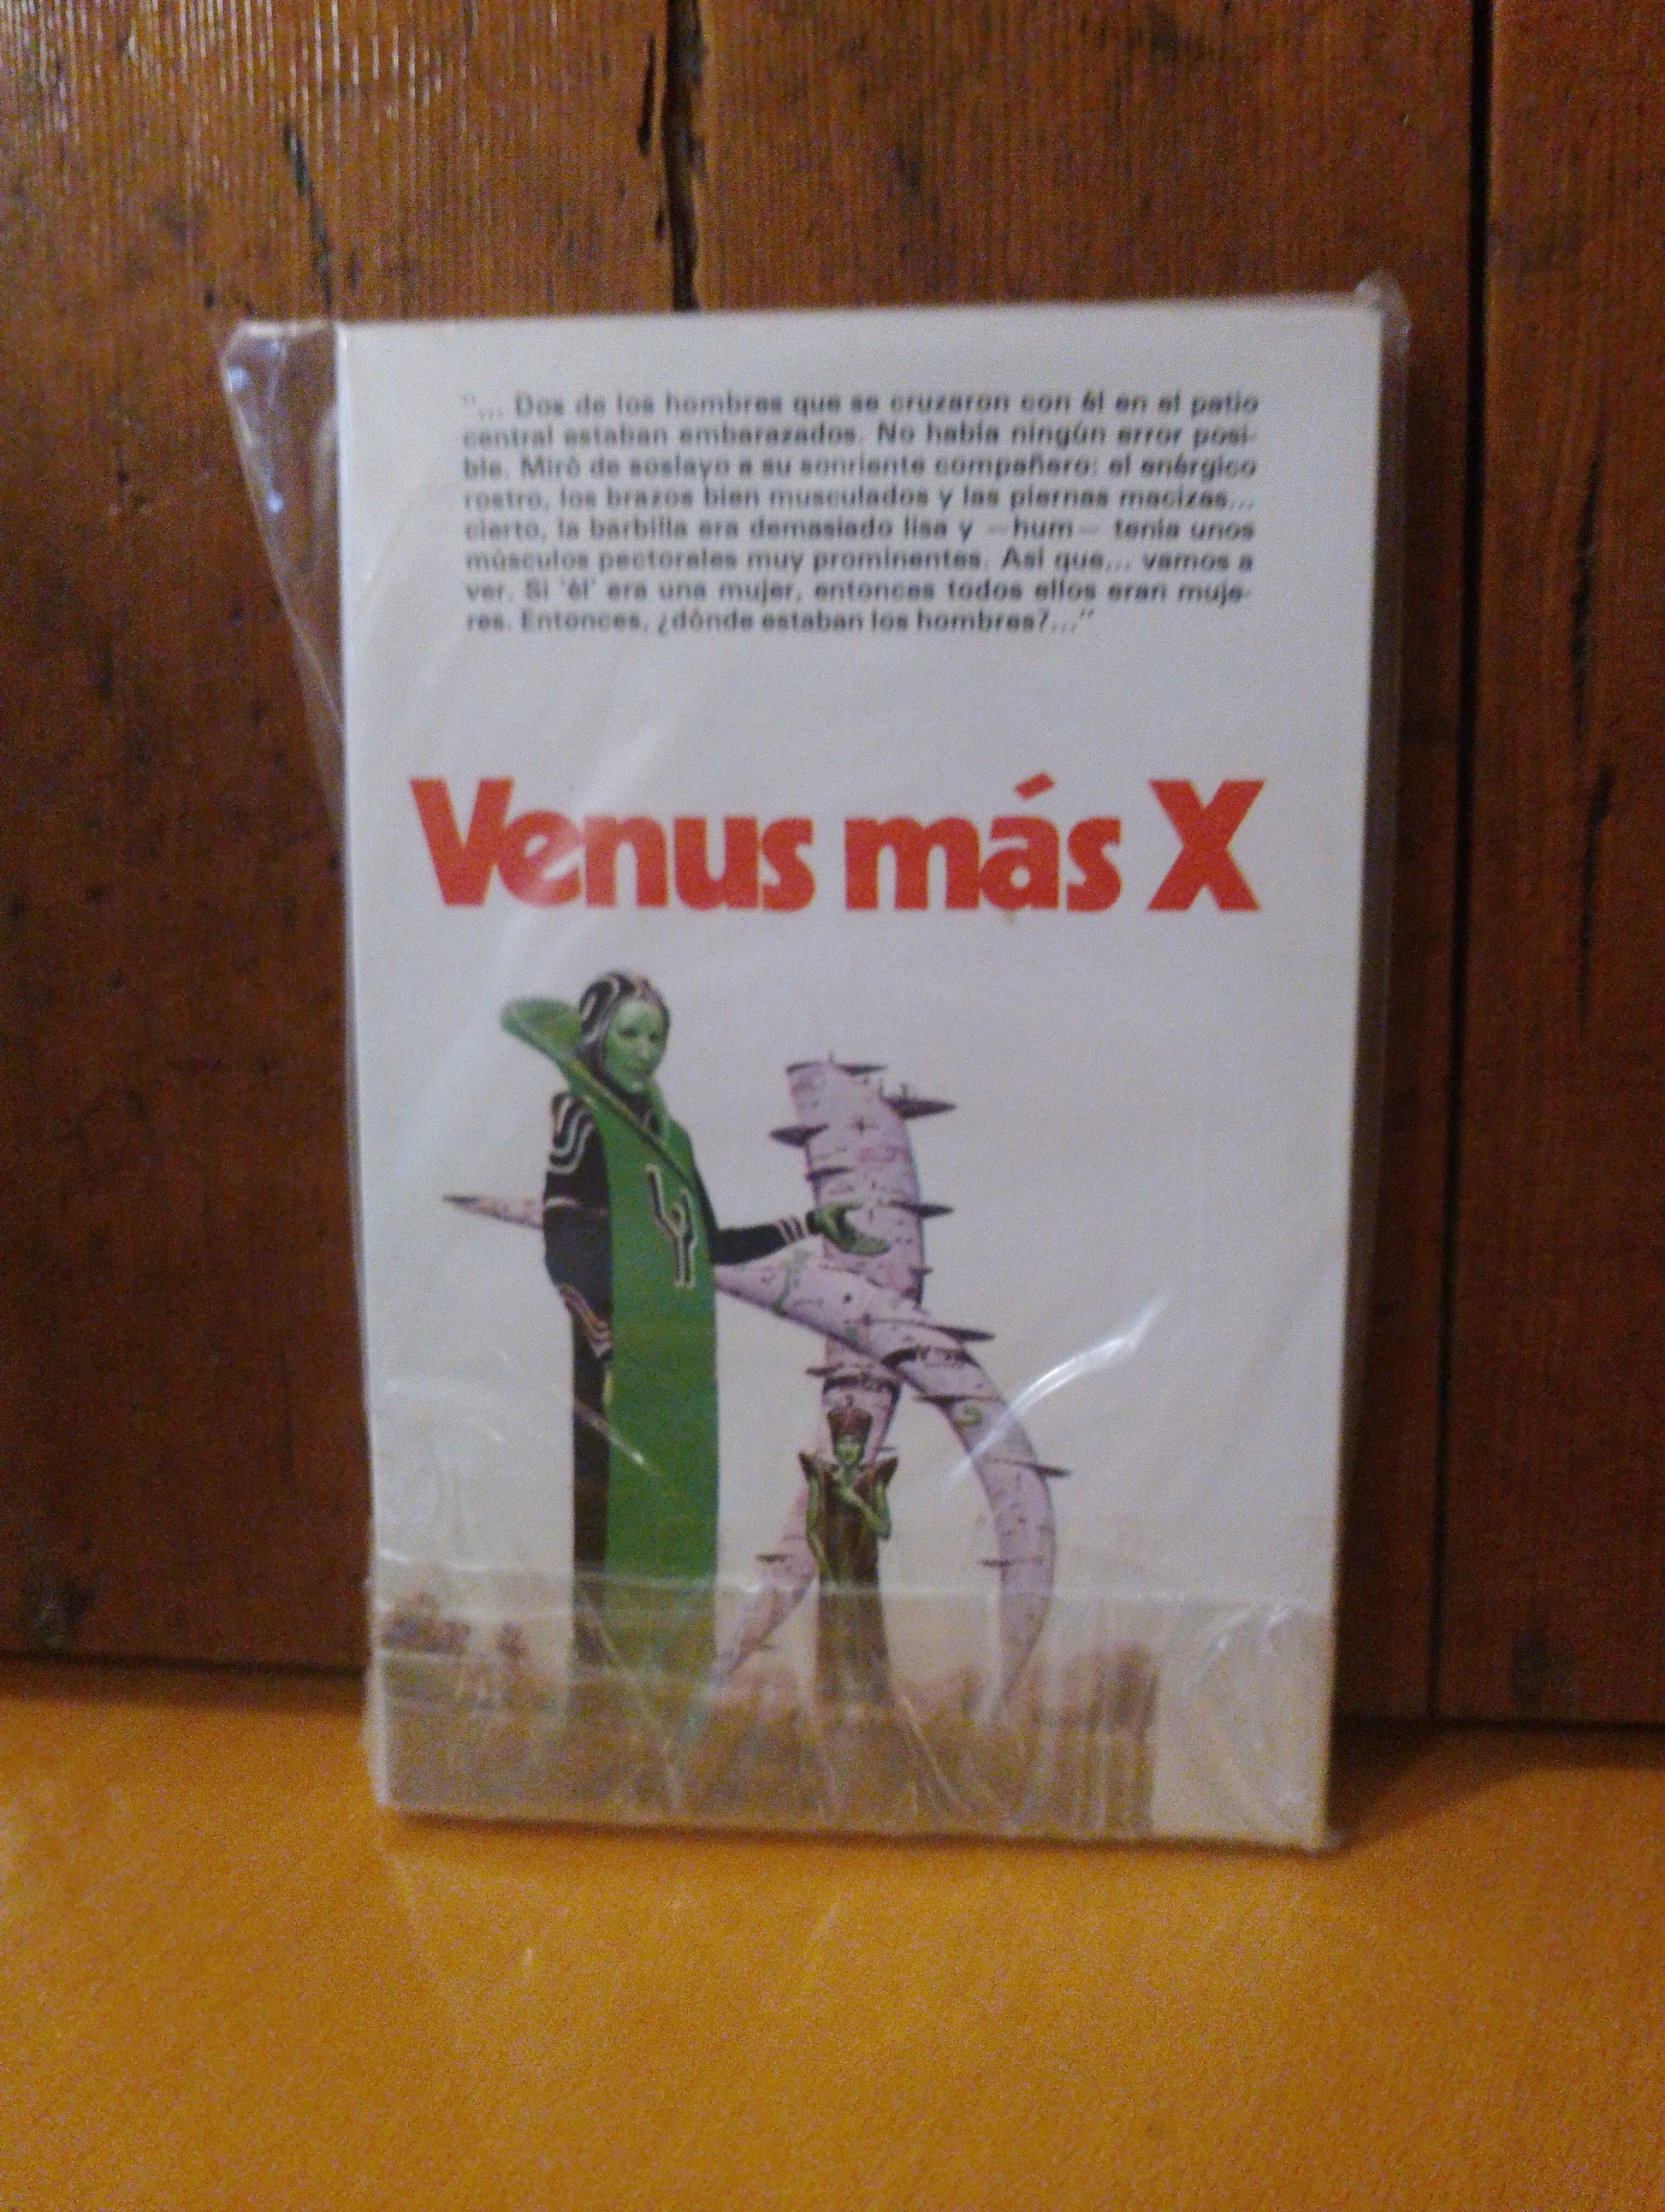 "... Dos de los hombres que se cruzaron con él en el patio
central estaban embarazados. No había ningún error posi-
ble. Miró de soslayo a su sonriente compañero: el enérgico
rostro, los brazos bien musculados y las piernas macizas...
cierto, la barbilla era demasiado lisa y —hum— tenía unos
músculos pectorales muy prominentes. Así que... vamos a
ver. Si 'él' era una mujer, entonces todos ellos eran muje-
res. Entonces, ¿dónde estaban los hombres?..."
Venus más X